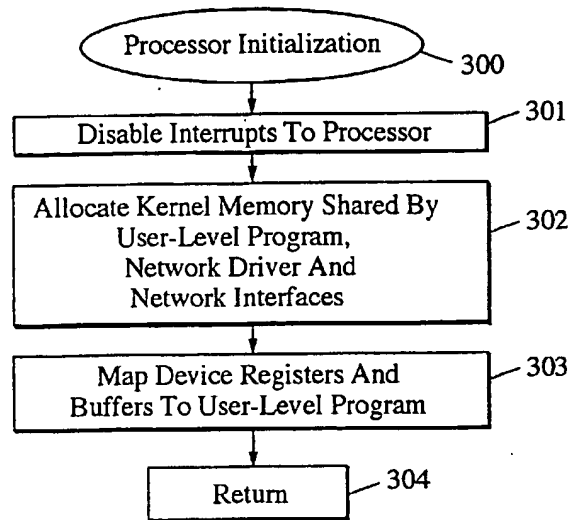 Processor Initialization
300
301
Disable Interrupts To Processor
Allocate Kernel Memory Shared By
User-Level Program,
Network Driver And
Network Interfaces
302
Map Device Registers And
Buffers To User-Level Program
303
Return
304